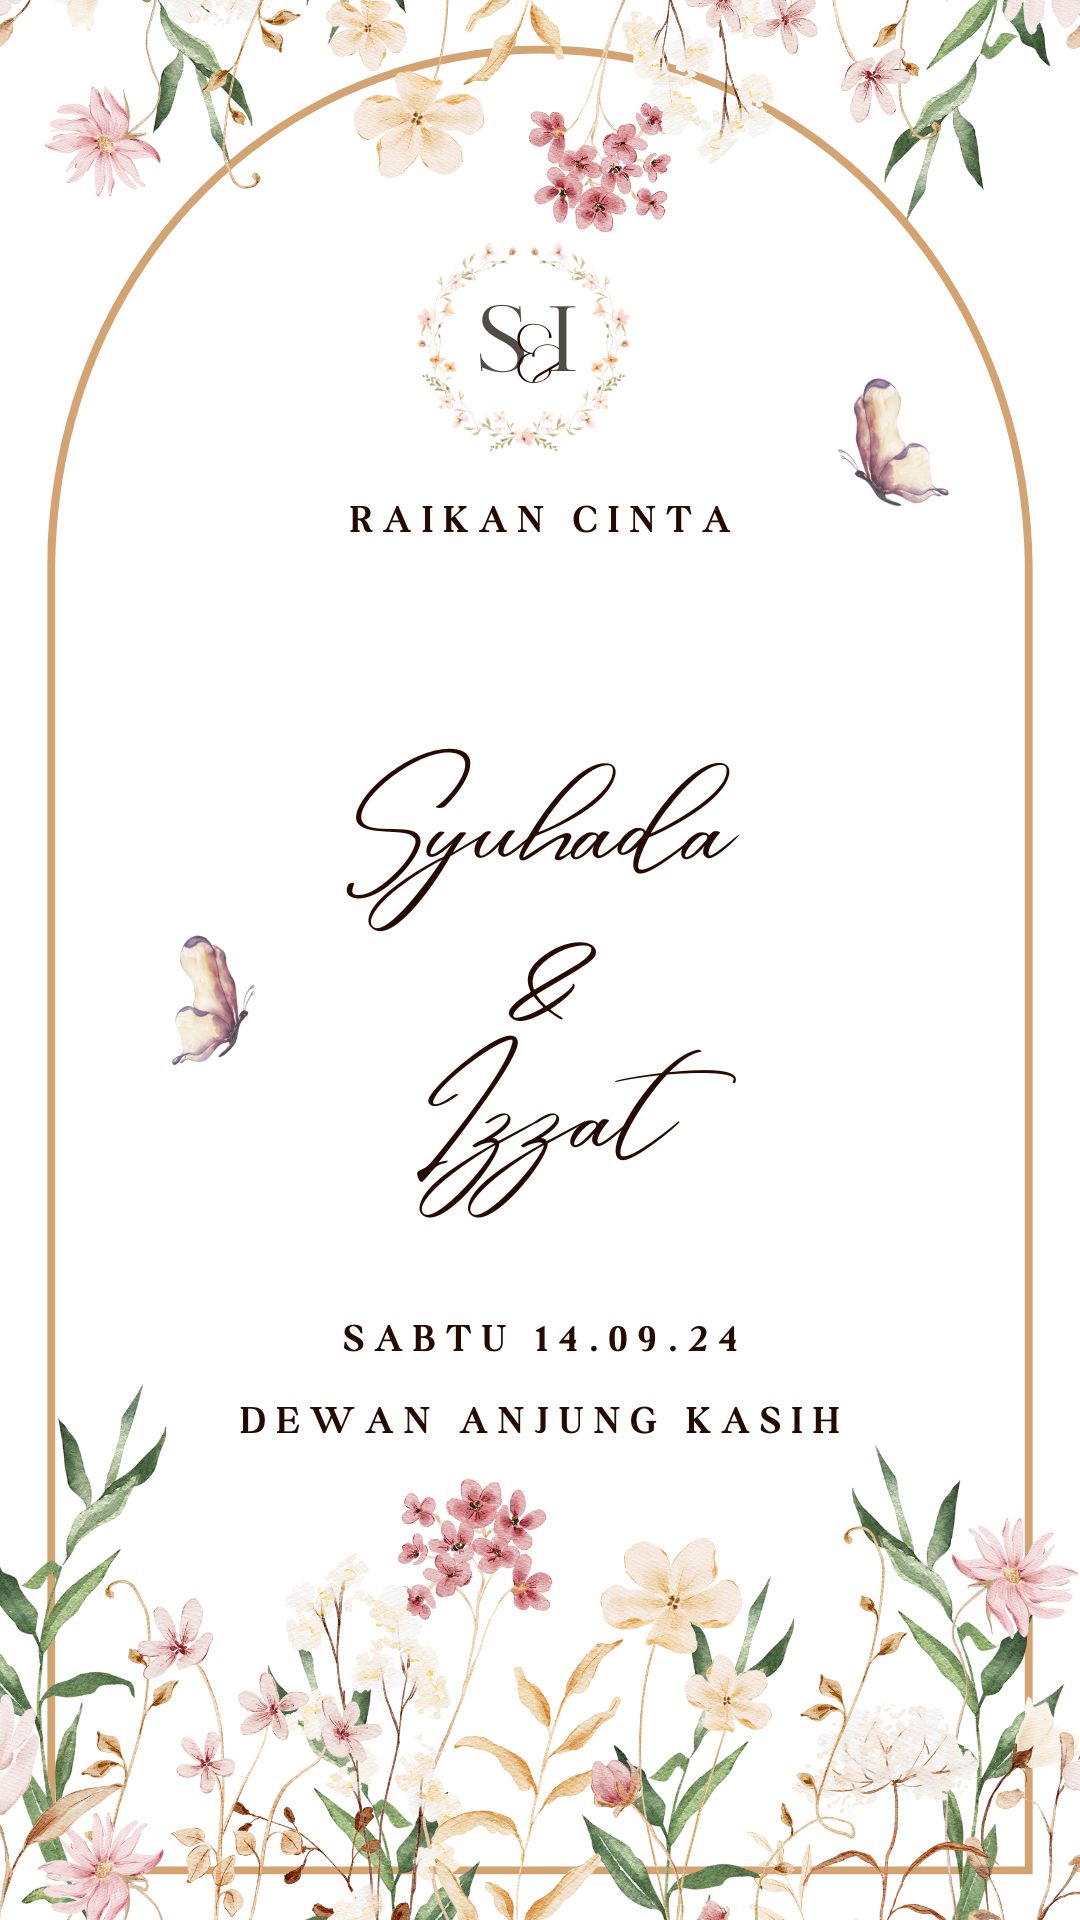 S&I
RAIKAN CINTA
Syuhada
&
Izzat
SABTU 14.09.24
DEWAN ANJUNG KASIH